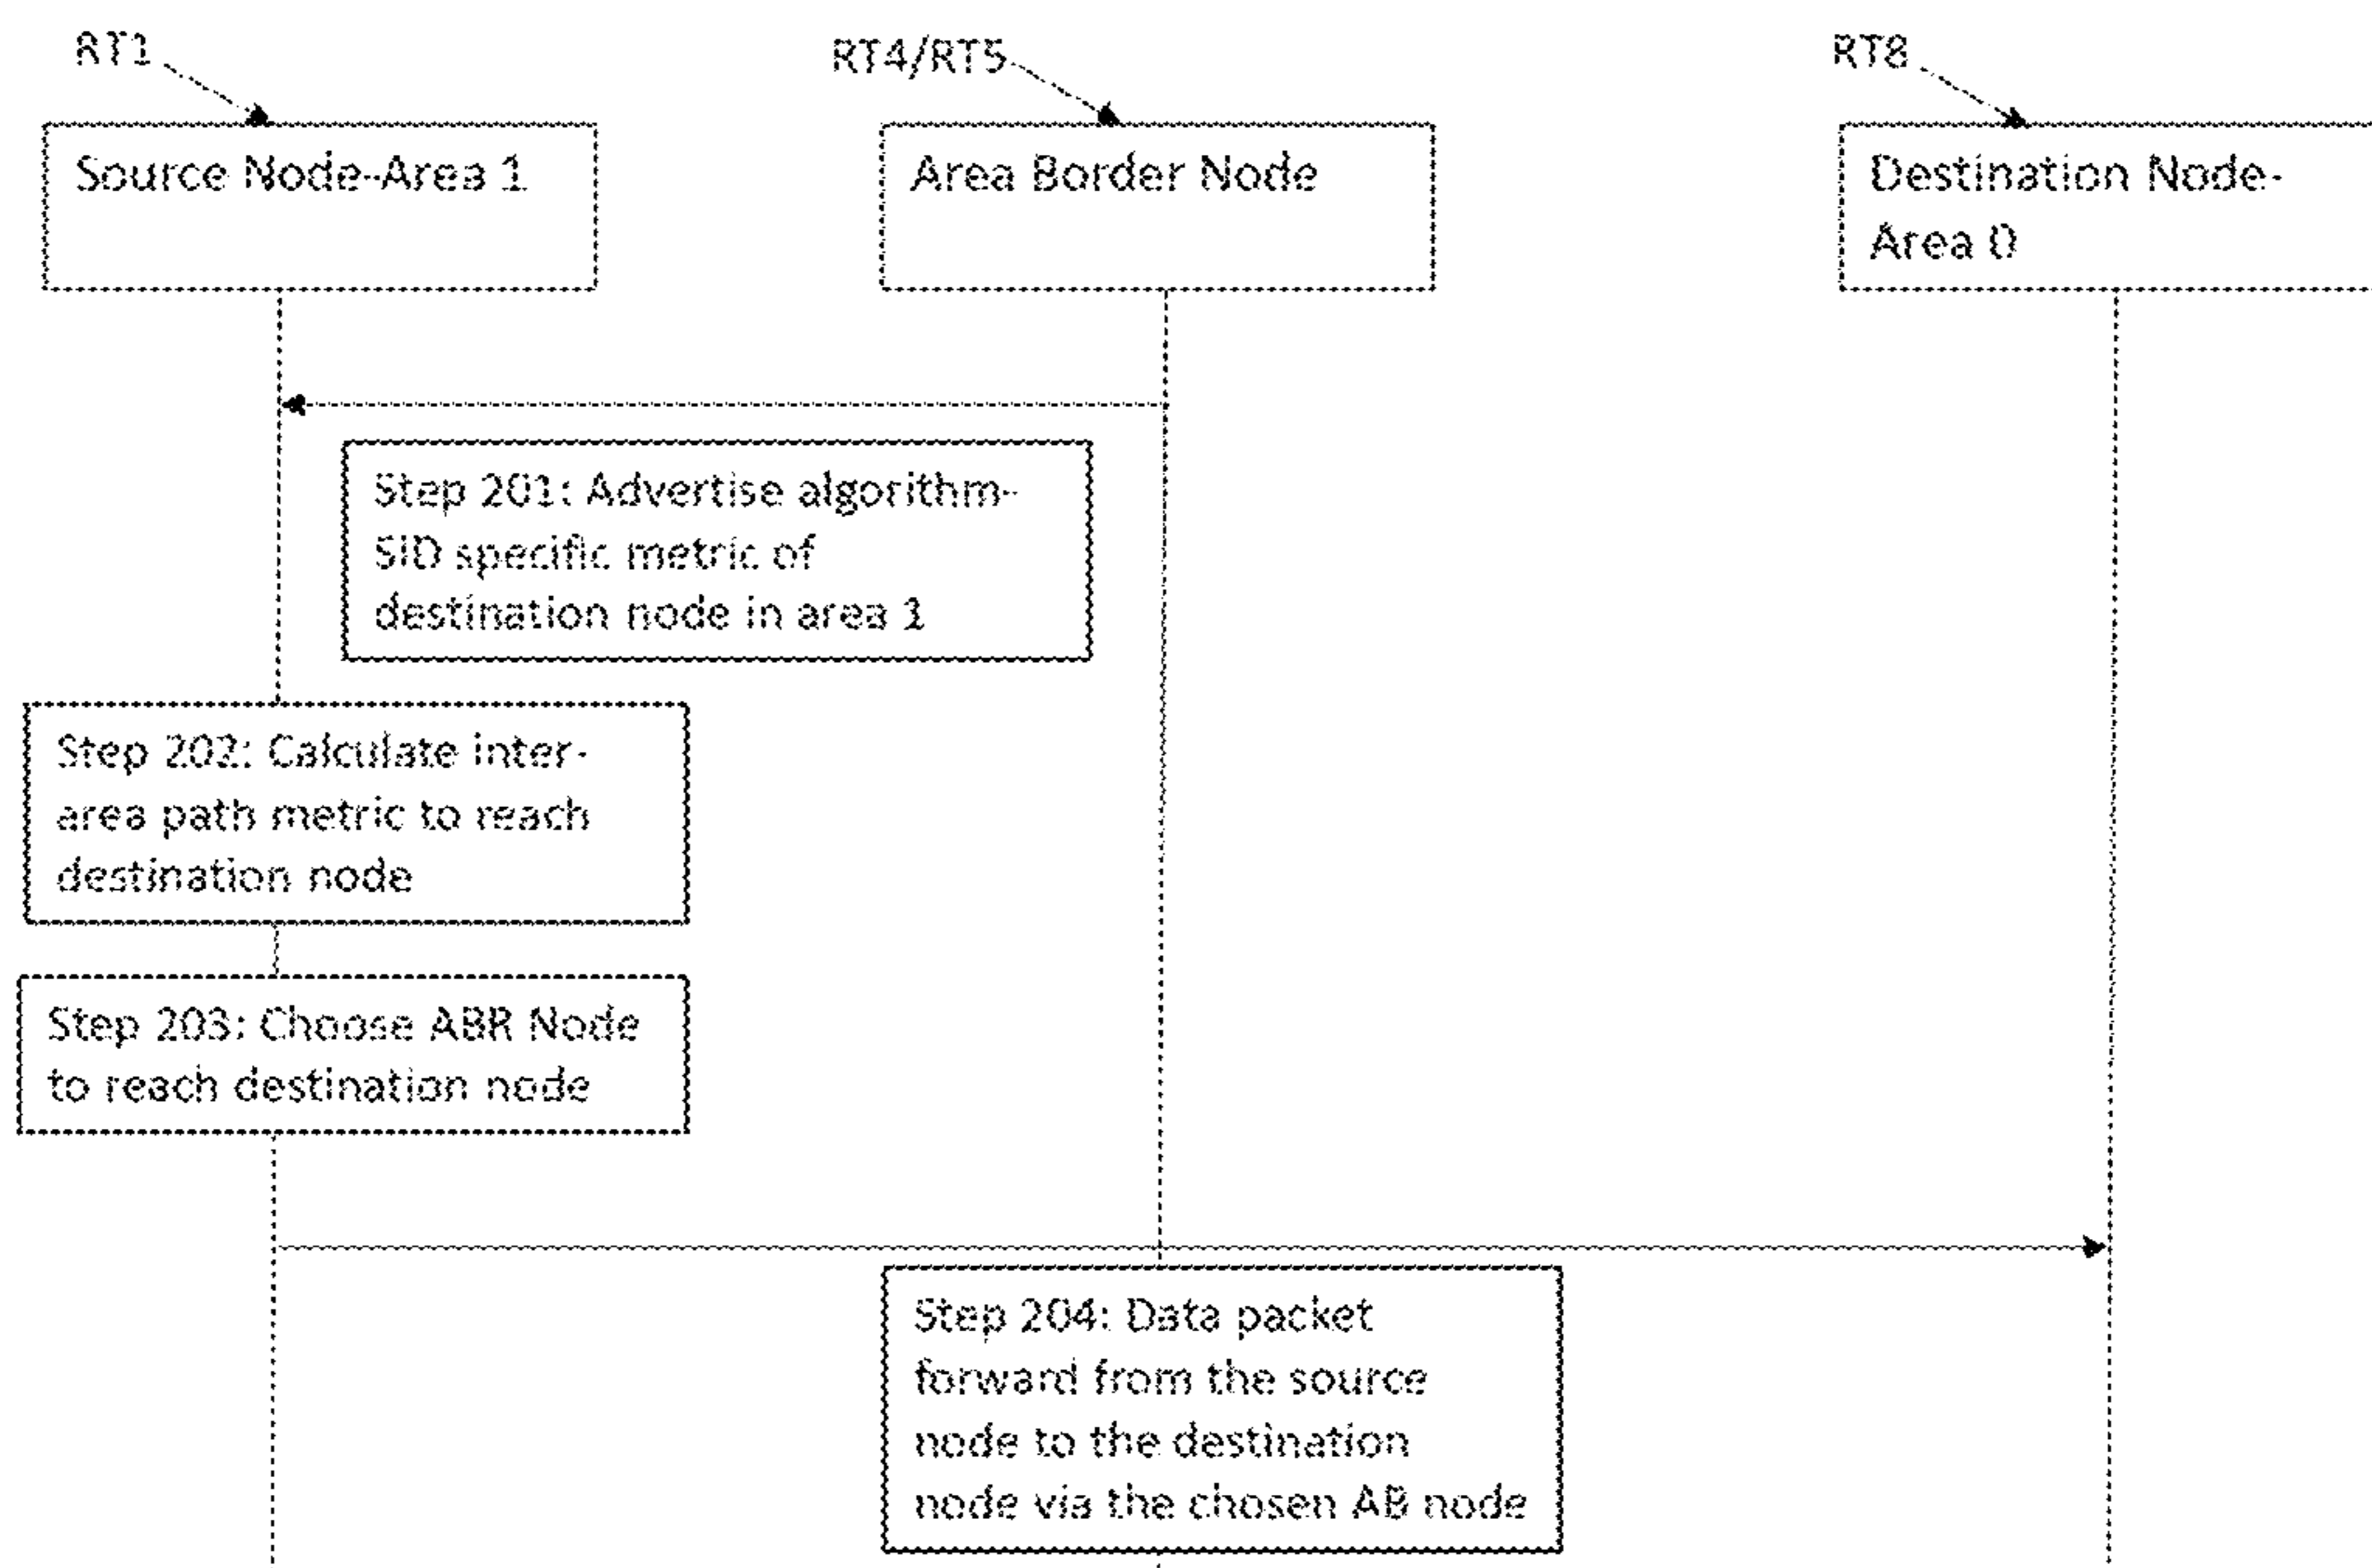 RT1
RT4/RT5
RT8
Source Node-Area 1
Area Border Node
Destination Node-
Area 0
Step 201: Advertise algorithm-
SID specific metric of
destination node in area 1
Step 202: Calculate inter-
area path metric to reach
destination node
Step 203: Choose ABR Node
to reach destination node
Step 204: Data packet
forward from the source
node to the destination
node via the chosen AB node